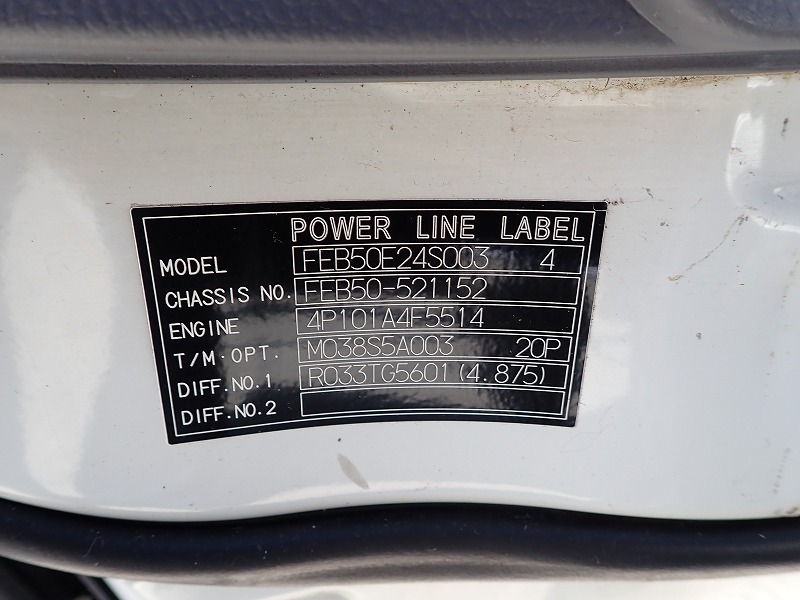 POWER LINE LABEL
MODEL FEB50E24S003 4
CHASSIS NO. FEB50-521152
ENGINE 4P101A4F5514
T/M·OPT. M038S5A003 20P
DIFF.NO.1 R033TG5601(4.875)
DIFF.NO.2